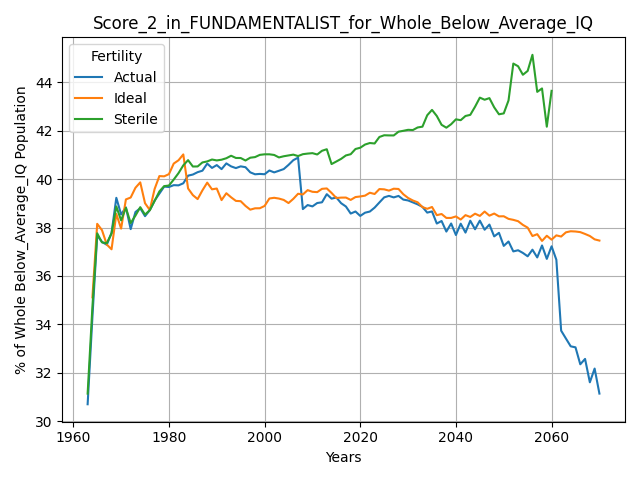 Score_2_in_FUNDAMENTALIST_for_Whole_Below_Average_IQ
Fertility
Actual
Ideal
Sterile
% of Whole Below_Average_IQ Population
44
42
40
38
36
34
32
30
1960
1980
2000
2020
2040
2060
Years